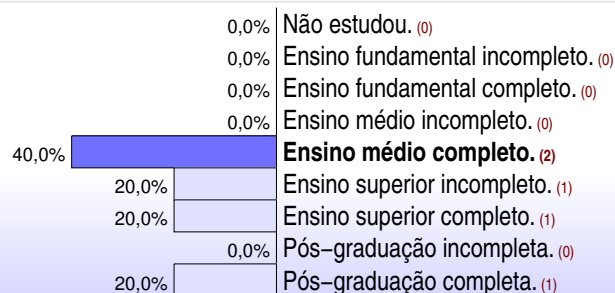 0,0% Não estudou. (0)
0,0% Ensino fundamental incompleto. (0)
0,0% Ensino fundamental completo. (0)
0,0% Ensino médio incompleto. (0)
40,0% Ensino médio completo. (2)
20,0% Ensino superior incompleto. (1)
20,0% Ensino superior completo. (1)
0,0% Pós−graduação incompleta. (0)
20,0% Pós−graduação completa. (1)